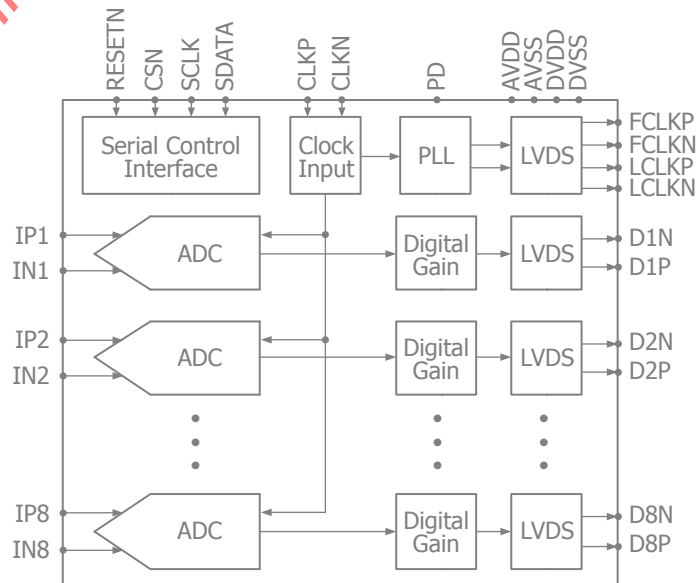 RESETN
CSN
SCLK
SDATA
CLKP
CLKN
PD
AVDD
AVSS
DVDD
DVSS
Serial Control
Interface
Clock
Input
PLL
LVDS
FCLKP
FCLKN
LCLKP
LCLKN
IP1
IN1
ADC
Digital
Gain
LVDS
D1N
D1P
IP2
IN2
ADC
Digital
Gain
LVDS
D2N
D2P
IP8
IN8
ADC
Digital
Gain
LVDS
D8N
D8P